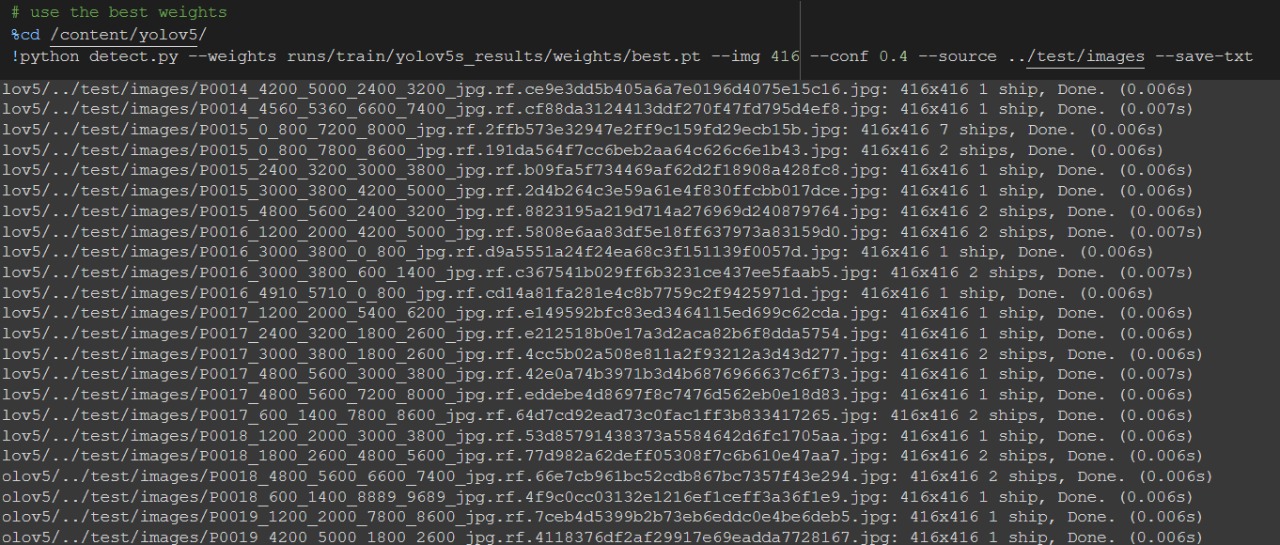 # use the best weights
%cd /content/yolov5/
!python detect.py --weights runs/train/yolov5s_results/weights/best.pt --img 416 --conf 0.4 --source ../test/images --save-txt
lov5/../test/images/P0014_4200_5000_2400_3200_jpg.rf.ce9e3dd5b405a6a7e0196d4075e15c16.jpg: 416x416 1 ship, Done. (0.006s)
lov5/../test/images/P0014_4560_5360_6600_7400_jpg.rf.cf88da3124413ddf270f47fd795d4ef8.jpg: 416x416 1 ship, Done. (0.007s)
lov5/../test/images/P0015_0_800_7200_8000_jpg.rf.2ffb573e32947e2ff9c159fd29ecb15b.jpg: 416x416 7 ships, Done. (0.006s)
lov5/../test/images/P0015_0_800_7800_8600_jpg.rf.191da564f7cc6beb2aa64c626c6e1b43.jpg: 416x416 2 ships, Done. (0.006s)
lov5/../test/images/P0015_2400_3200_3000_3800_jpg.rf.b09fa5f734469af62d2f18908a428fc8.jpg: 416x416 1 ship, Done. (0.006s)
lov5/../test/images/P0015_3000_3800_4200_5000_jpg.rf.2d4b264c3e59a61e4f830ffcbb017dce.jpg: 416x416 1 ship, Done. (0.006s)
lov5/../test/images/P0015_4800_5600_2400_3200_jpg.rf.8823195a219d714a276969d240879764.jpg: 416x416 2 ships, Done. (0.006s)
lov5/../test/images/P0016_1200_2000_4200_5000_jpg.rf.5808e6aa83df5e18ff637973a83159d0.jpg: 416x416 2 ships, Done. (0.007s)
lov5/../test/images/P0016_3000_3800_0_800_jpg.rf.d9a5551a24f24ea68c3f151139f0057d.jpg: 416x416 1 ship, Done. (0.006s)
lov5/../test/images/P0016_3000_3800_600_1400_jpg.rf.c367541b029ff6b3231ce437ee5faab5.jpg: 416x416 2 ships, Done. (0.007s)
lov5/../test/images/P0016_4910_5710_0_800_jpg.rf.cd14a81fa281e4c8b7759c2f9425971d.jpg: 416x416 1 ship, Done. (0.006s)
lov5/../test/images/P0017_1200_2000_5400_6200_jpg.rf.e149592bfc83ed3464115ed699c62cda.jpg: 416x416 1 ship, Done. (0.006s)
lov5/../test/images/P0017_2400_3200_1800_2600_jpg.rf.e212518b0e17a3d2aca82b6f8dda5754.jpg: 416x416 1 ship, Done. (0.006s)
lov5/../test/images/P0017_3000_3800_1800_2600_jpg.rf.4cc5b02a508e811a2f93212a3d43d277.jpg: 416x416 2 ships, Done. (0.006s)
lov5/../test/images/P0017_4800_5600_3000_3800_jpg.rf.42e0a74b3971b3d4b6876966637c6f73.jpg: 416x416 1 ship, Done. (0.007s)
lov5/../test/images/P0017_4800_5600_7200_8000_jpg.rf.eddebe4d8697f8c7476d562eb0e18d83.jpg: 416x416 1 ship, Done. (0.006s)
lov5/../test/images/P0017_600_1400_7800_8600_jpg.rf.64d7cd92ead73c0fac1ff3b833417265.jpg: 416x416 2 ships, Done. (0.006s)
lov5/../test/images/P0018_1200_2000_3000_3800_jpg.rf.53d85791438373a5584642d6fc1705aa.jpg: 416x416 1 ship, Done. (0.006s)
lov5/../test/images/P0018_1800_2600_4800_5600_jpg.rf.77d982a62deff05308f7c6b610e47aa7.jpg: 416x416 1 ship, Done. (0.006s)
olov5/../test/images/P0018_4800_5600_6600_7400_jpg.rf.66e7cb961bc52cdb867bc7357f43e294.jpg: 416x416 2 ships, Done. (0.006s)
olov5/../test/images/P0018_600_1400_8889_9689_jpg.rf.4f9c0cc03132e1216ef1ceff3a36f1e9.jpg: 416x416 1 ship, Done. (0.006s)
olov5/../test/images/P0019_1200_2000_7800_8600_jpg.rf.7ceb4d5399b2b73eb6eddc0e4be6deb5.jpg: 416x416 1 ship, Done. (0.006s)
olov5/../test/images/P0019_4200_5000_1800_2600_jpg.rf.4118376df2af29917e69eadda7728167.jpg: 416x416 1 ship, Done. (0.006s)